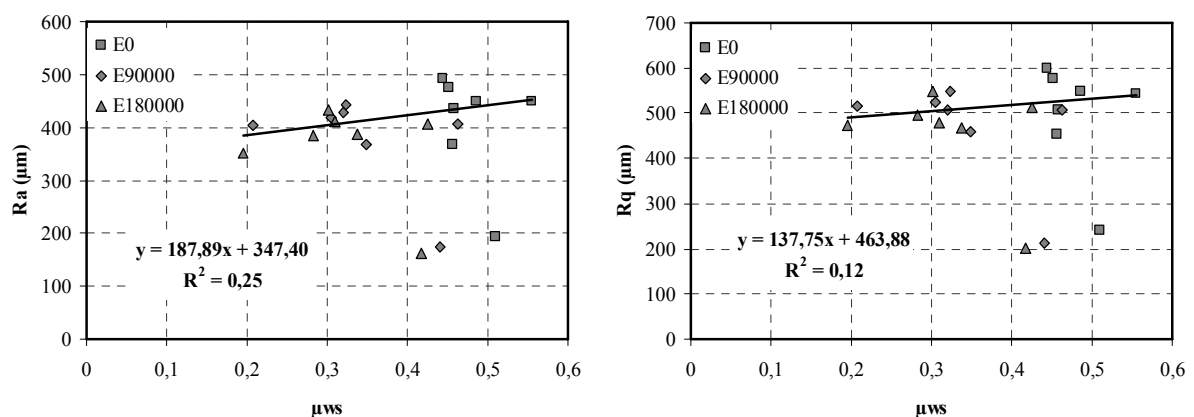 600
500
400
300
200
100
0
Ra (µm)
E0
E90000
E180000
y = 187,89x + 347,40
R² = 0,25
0 0,1 0,2 0,3 0,4 0,5 0,6
µws
700
600
500
400
300
200
100
0
Rq (µm)
E0
E90000
E180000
y = 137,75x + 463,88
R² = 0,12
0 0,1 0,2 0,3 0,4 0,5 0,6
µws